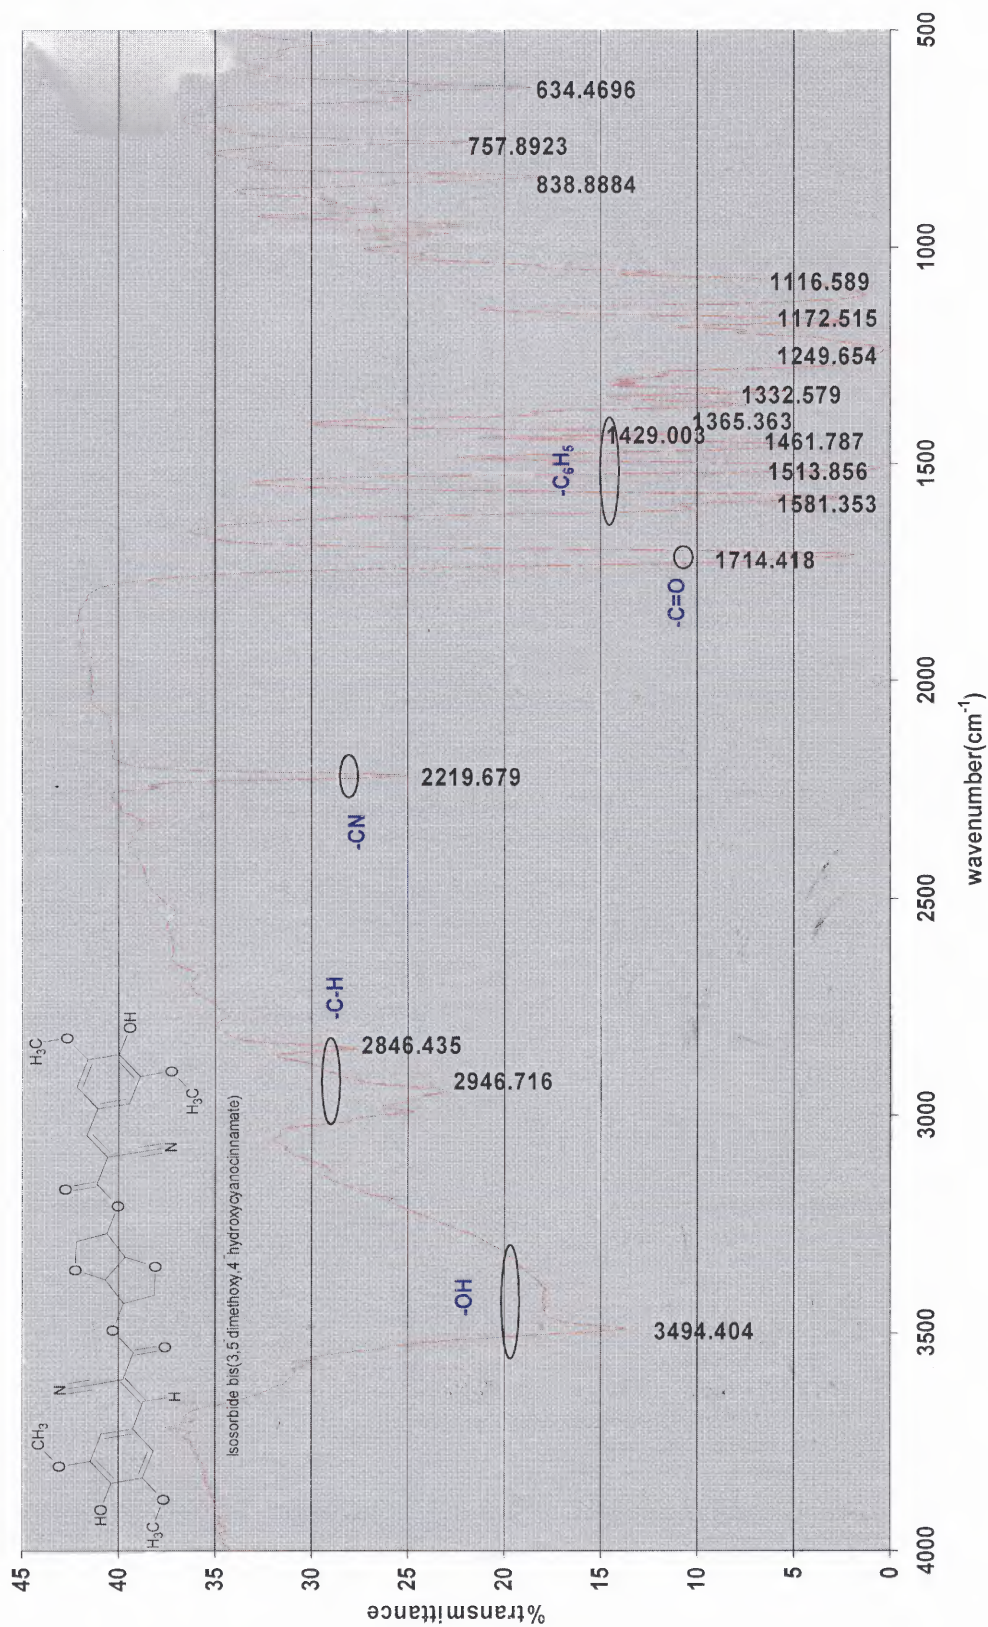 45
40
35
30
25
20
15
10
5
0
%transmittance
4000
3500
3000
2500
2000
1500
1000
500
wavenumber(cm⁻¹)
H₃C
O
OH
O
H₃C
N
O
O
O
O
O
O
N
H
CH₃
O
HO
O
H₃C
Isosorbide bis(3,5 dimethoxy,4 hydroxycyanocinnamate)
-OH
3494.404
-C-H
2946.716
2846.435
-CN
2219.679
-C=O
1714.418
-C₆H₅
1581.353
1513.856
1461.787
1429.003
1365.363
1332.579
1249.654
1172.515
1116.589
838.8884
757.8923
634.4696